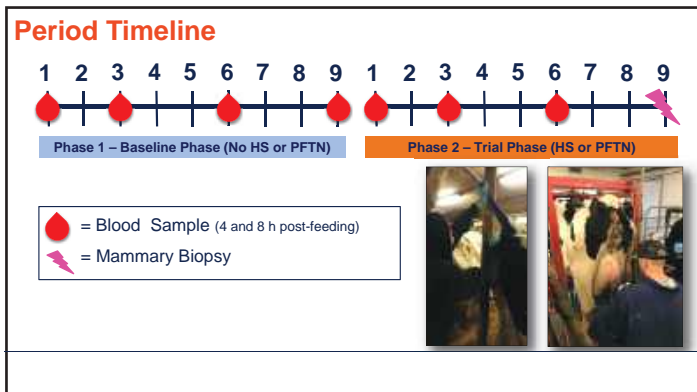 Period Timeline
1 2 3 4 5 6 7 8 9 1 2 3 4 5 6 7 8 9
Phase 1 – Baseline Phase (No HS or PFTN) Phase 2 – Trial Phase (HS or PFTN)
= Blood Sample (4 and 8 h post-feeding)
= Mammary Biopsy